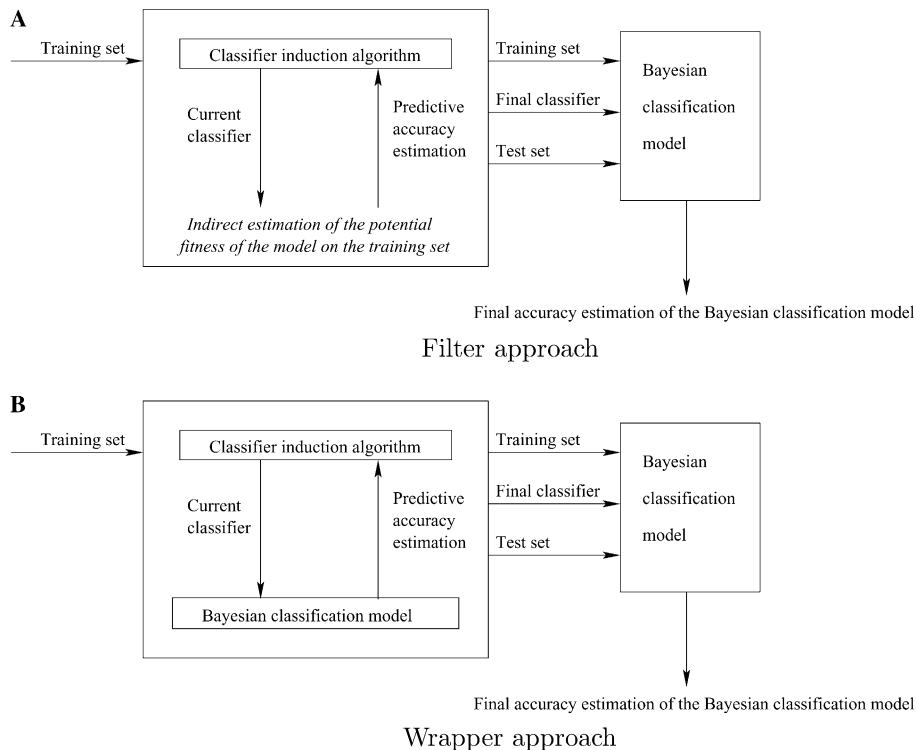 A
Training set
Classifier induction algorithm
Current
classifier
Predictive
accuracy
estimation
Indirect estimation of the potential
fitness of the model on the training set
Training set
Final classifier
Test set
Bayesian
classification
model
Final accuracy estimation of the Bayesian classification model
Filter approach
B
Training set
Classifier induction algorithm
Current
classifier
Predictive
accuracy
estimation
Bayesian classification model
Training set
Final classifier
Test set
Bayesian
classification
model
Final accuracy estimation of the Bayesian classification model
Wrapper approach